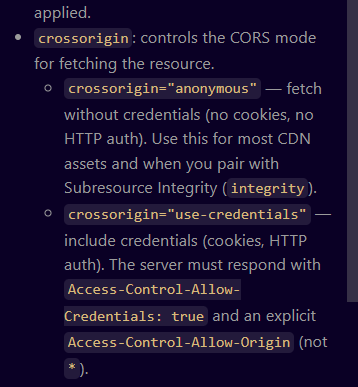 applied.
• crossorigin: controls the CORS mode
for fetching the resource.
◦ crossorigin="anonymous" — fetch
without credentials (no cookies, no
HTTP auth). Use this for most CDN
assets and when you pair with
Subresource Integrity (integrity).
◦ crossorigin="use-credentials" —
include credentials (cookies, HTTP
auth). The server must respond with
Access-Control-Allow-
Credentials: true and an explicit
Access-Control-Allow-Origin (not
*).